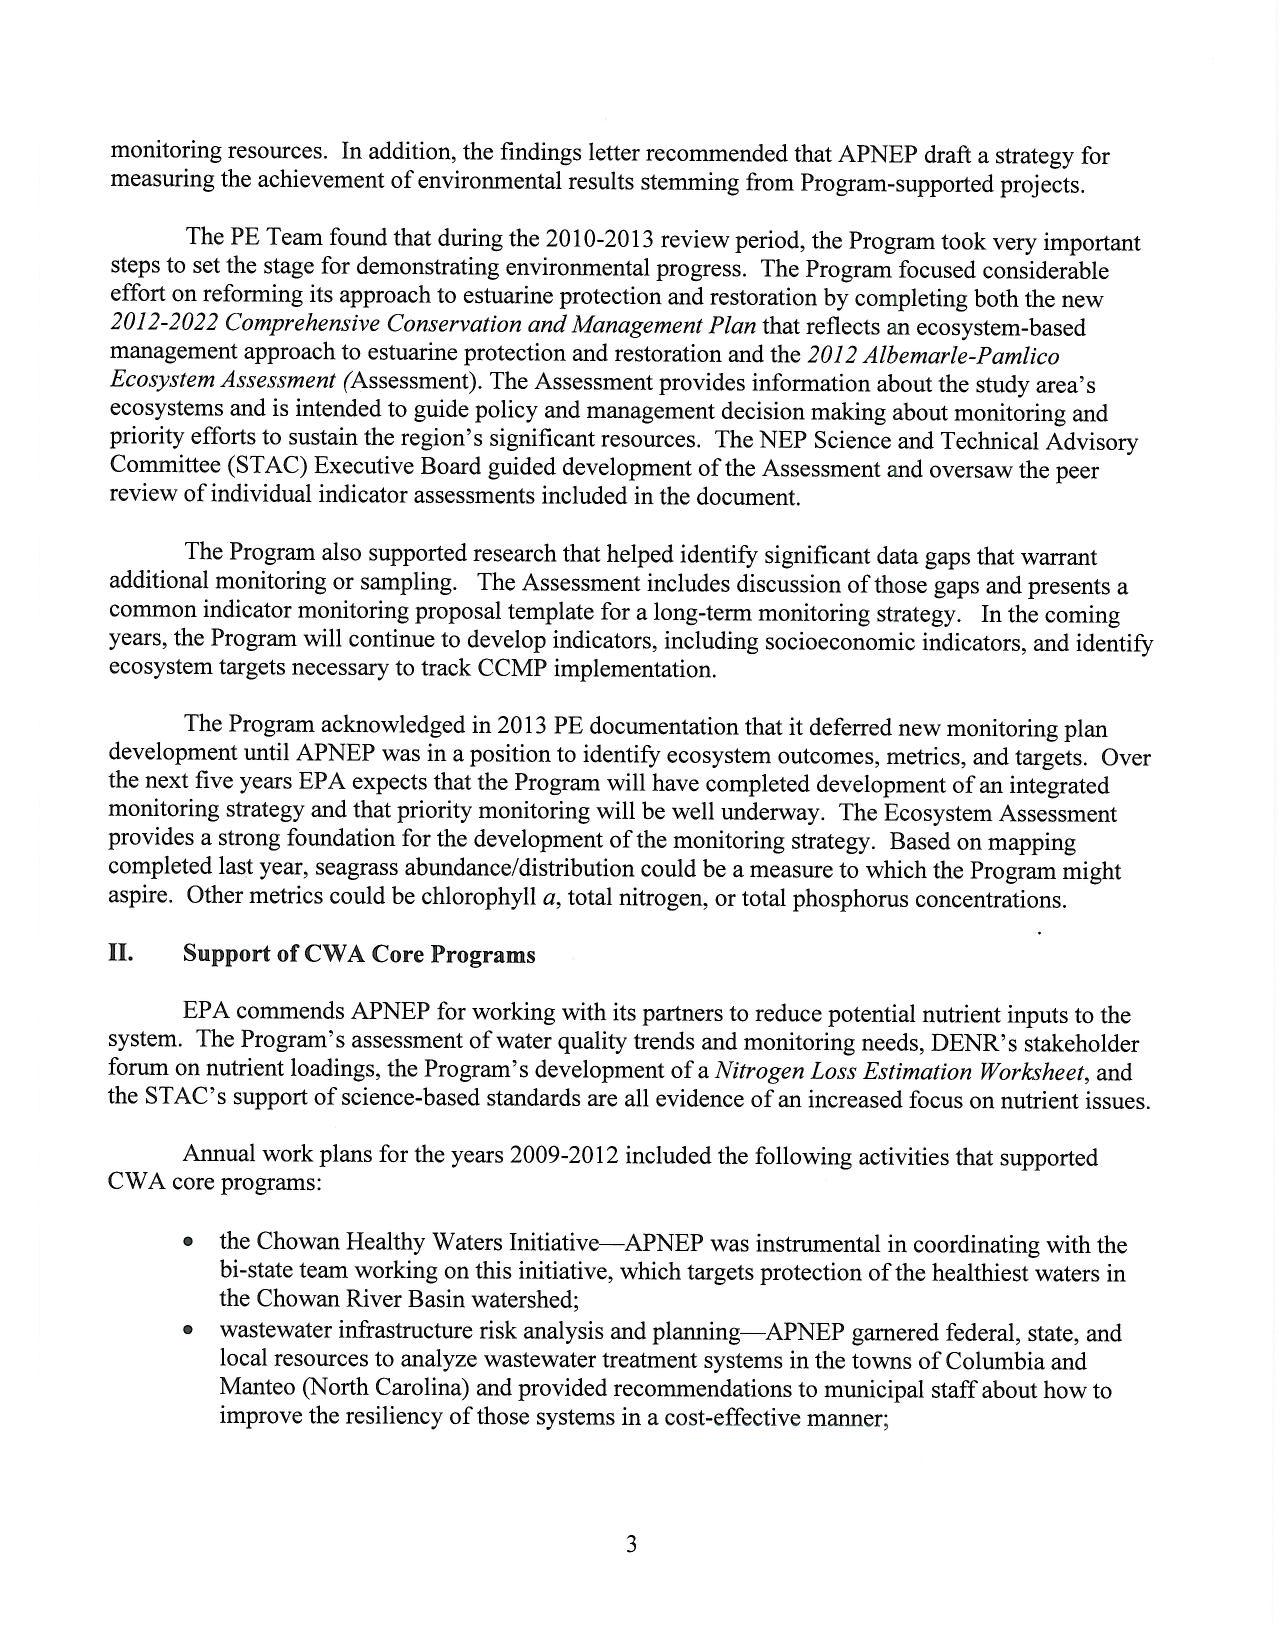 monitoring resources.  In addition, the findings letter recommended that APNEP draft a strategy for
measuring the achievement of environmental results stemming from Program-supported projects.
The PE Team found that during the 2010-2013 review period, the Program took very important
steps to set the stage for demonstrating environmental progress.  The Program focused considerable
effort on reforming its approach to estuarine protection and restoration by completing both the new
2012-2022 Comprehensive Conservation and Management Plan that reflects an ecosystem-based
management approach to estuarine protection and restoration and the 2012 Albemarle-Pamlico
Ecosystem Assessment (Assessment). The Assessment provides information about the study area's
ecosystems and is intended to guide policy and management decision making about monitoring and
priority efforts to sustain the region's significant resources.  The NEP Science and Technical Advisory
Committee (STAC) Executive Board guided development of the Assessment and oversaw the peer
review of individual indicator assessments included in the document.
The Program also supported research that helped identify significant data gaps that warrant
additional monitoring or sampling.   The Assessment includes discussion of those gaps and presents a
common indicator monitoring proposal template for a long-term monitoring strategy.   In the coming
years, the Program will continue to develop indicators, including socioeconomic indicators, and identify
ecosystem targets necessary to track CCMP implementation.
The Program acknowledged in 2013 PE documentation that it deferred new monitoring plan
development until APNEP was in a position to identify ecosystem outcomes, metrics, and targets.  Over
the next five years EPA expects that the Program will have completed development of an integrated
monitoring strategy and that priority monitoring will be well underway.  The Ecosystem Assessment
provides a strong foundation for the development of the monitoring strategy.  Based on mapping
completed last year, seagrass abundance/distribution could be a measure to which the Program might
aspire.  Other metrics could be chlorophyll a, total nitrogen, or total phosphorus concentrations.
II. Support of CWA Core Programs
EPA commends APNEP for working with its partners to reduce potential nutrient inputs to the
system.  The Program's assessment of water quality trends and monitoring needs, DENR's stakeholder
forum on nutrient loadings, the Program's development of a Nitrogen Loss Estimation Worksheet, and
the STAC's support of science-based standards are all evidence of an increased focus on nutrient issues.
Annual work plans for the years 2009-2012 included the following activities that supported
CWA core programs:
• the Chowan Healthy Waters Initiative—APNEP was instrumental in coordinating with the
bi-state team working on this initiative, which targets protection of the healthiest waters in
the Chowan River Basin watershed;
• wastewater infrastructure risk analysis and planning—APNEP garnered federal, state, and
local resources to analyze wastewater treatment systems in the towns of Columbia and
Manteo (North Carolina) and provided recommendations to municipal staff about how to
improve the resiliency of those systems in a cost-effective manner;
3